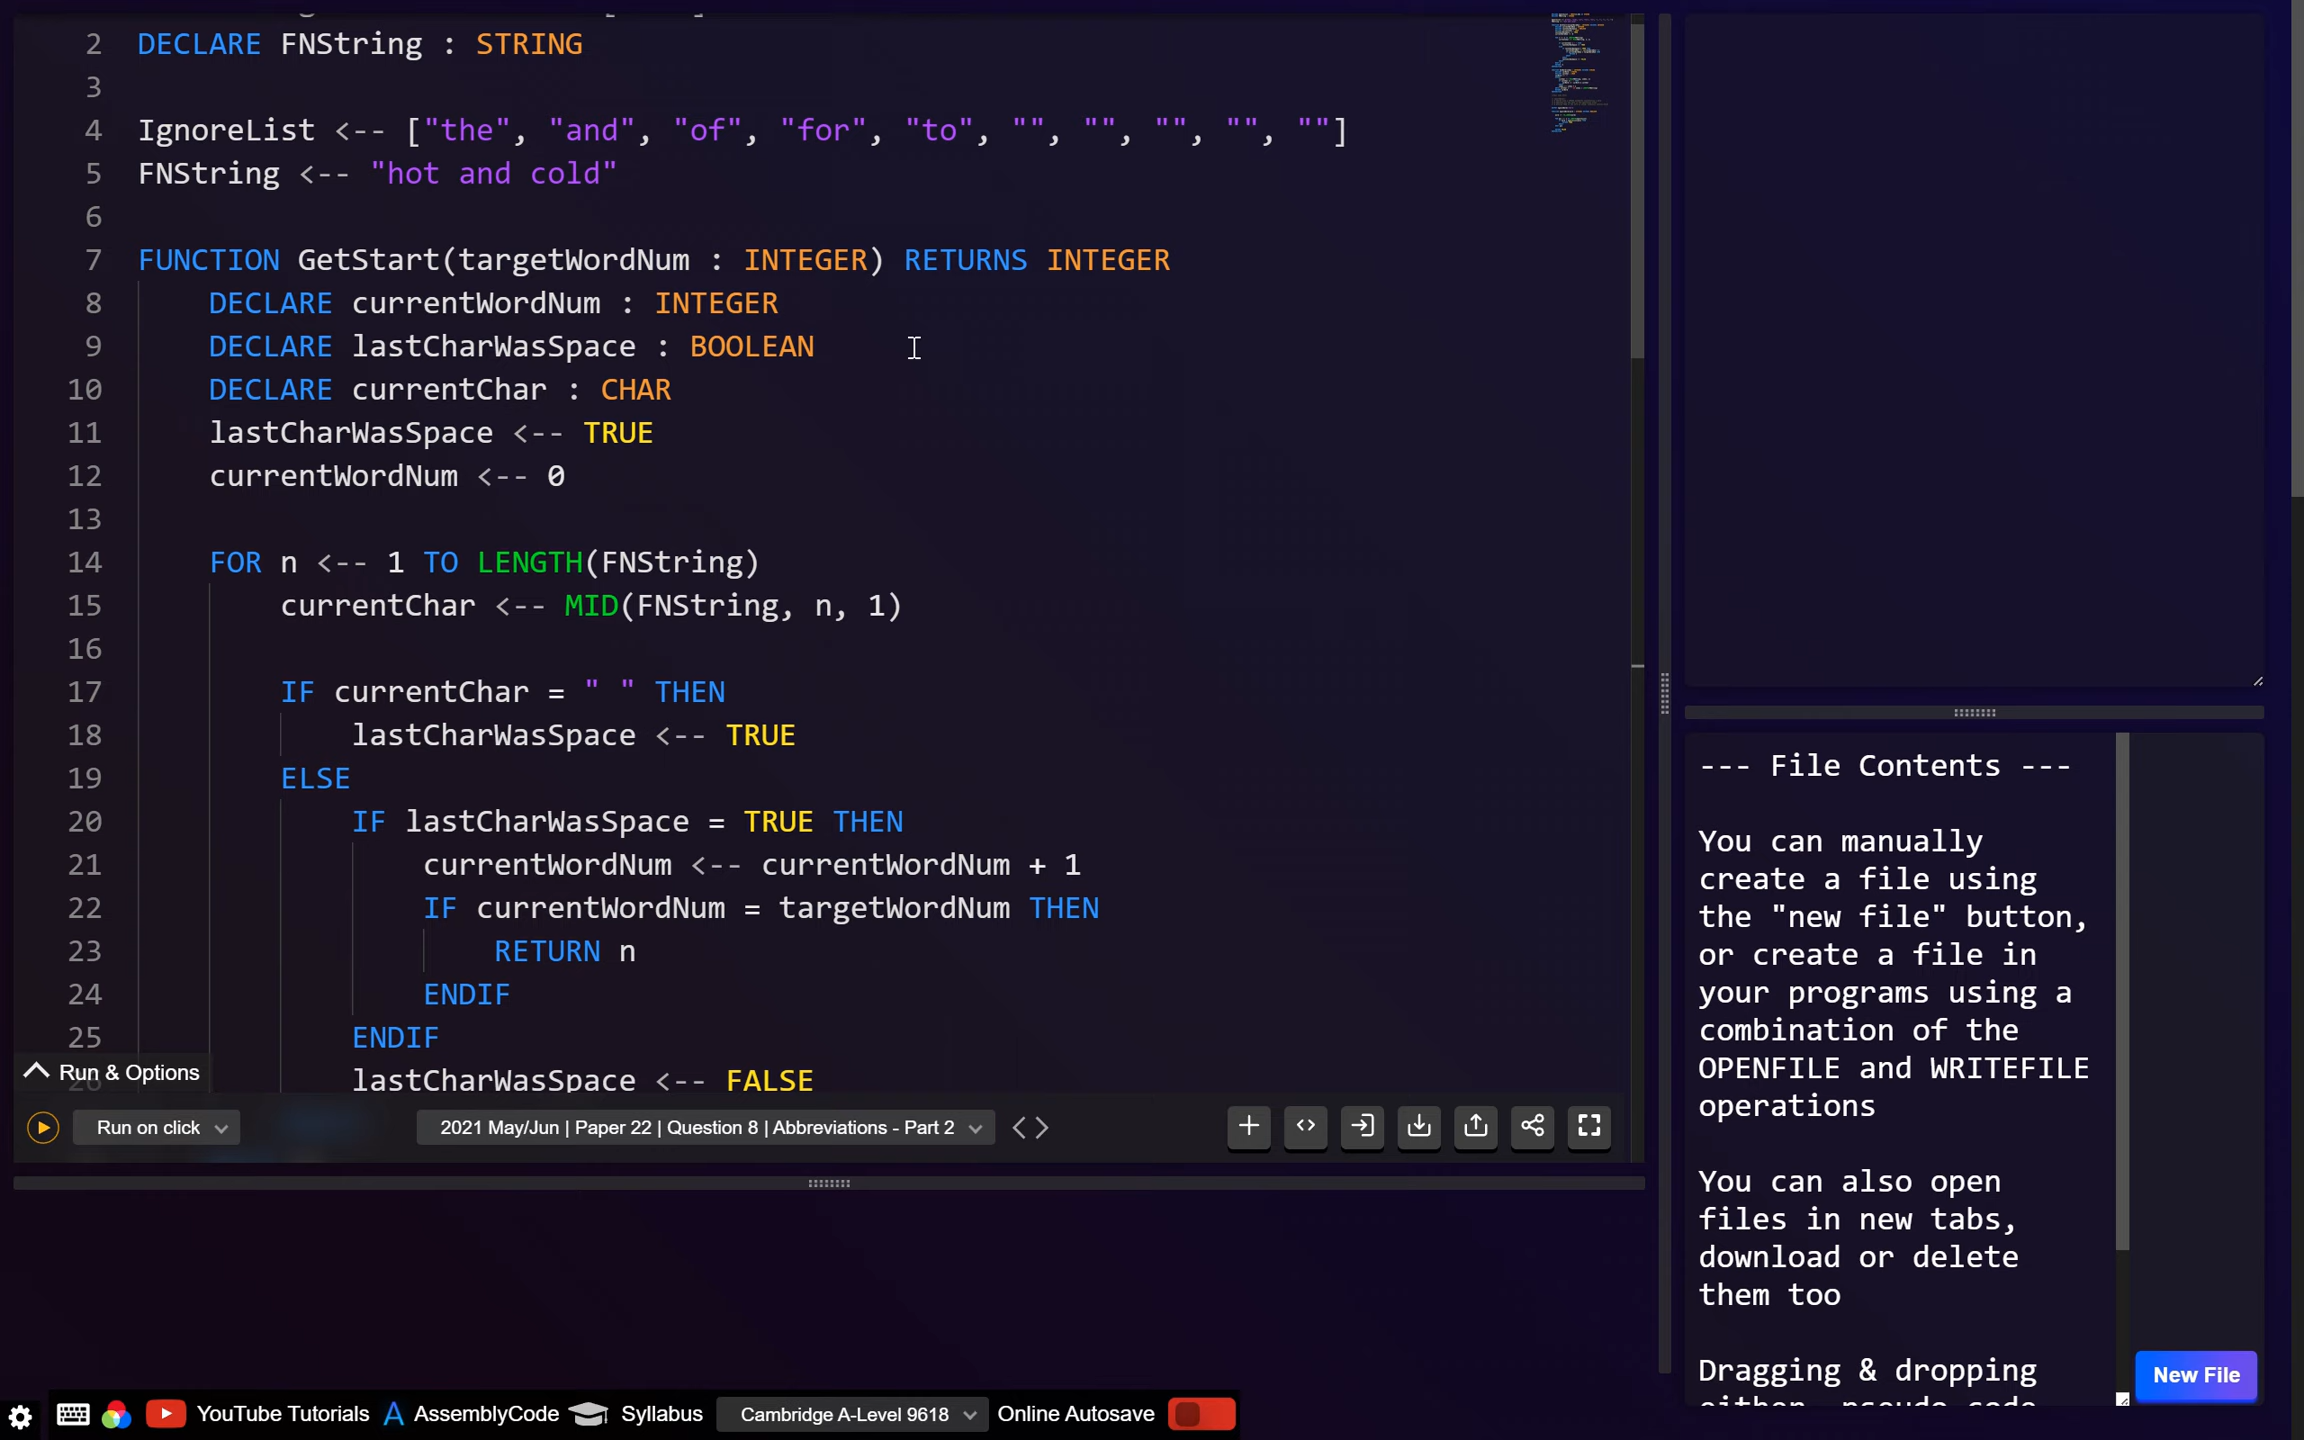 2 DECLARE FNString : STRING
3
4 IgnoreList <-- ["the", "and", "of", "for", "to", "", "", "", "", ""]
5 FNString <-- "hot and cold"
6
7 FUNCTION GetStart(targetWordNum : INTEGER) RETURNS INTEGER
8 DECLARE currentWordNum : INTEGER
9 DECLARE lastCharWasSpace : BOOLEAN
10 DECLARE currentChar : CHAR
11 lastCharWasSpace <-- TRUE
12 currentWordNum <-- 0
13
14 FOR n <-- 1 TO LENGTH(FNString)
15 currentChar <-- MID(FNString, n, 1)
16
17 IF currentChar = " " THEN
18 lastCharWasSpace <-- TRUE
19 ELSE
20 IF lastCharWasSpace = TRUE THEN
21 currentWordNum <-- currentWordNum + 1
22 IF currentWordNum = targetWordNum THEN
23 RETURN n
24 ENDIF
25 ENDIF
26 lastCharWasSpace <-- FALSE
Run & Options
Run on click
2021 May/Jun | Paper 22 | Question 8 | Abbreviations - Part 2
--- File Contents ---
You can manually
create a file using
the "new file" button,
or create a file in
your programs using a
combination of the
OPENFILE and WRITEFILE
operations
You can also open
files in new tabs,
download or delete
them too
Dragging & dropping
New File
YouTube Tutorials
AssemblyCode
Syllabus
Cambridge A-Level 9618
Online Autosave